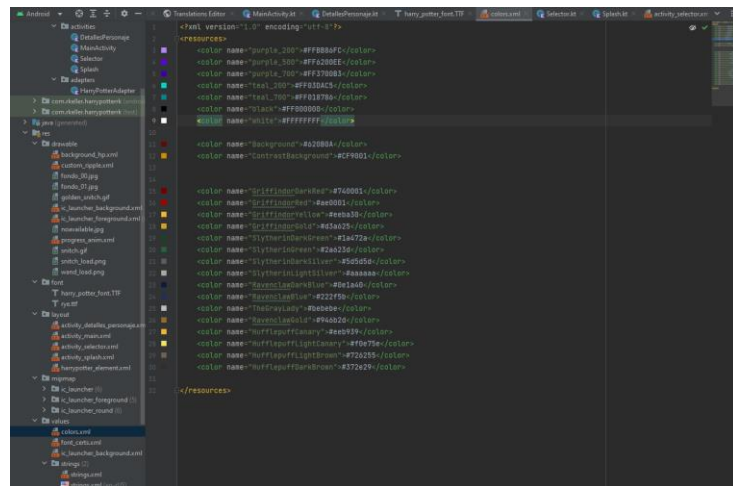 Android
Translations Editor
MainActivity.kt
DetallesPersonaje.kt
harry_potter_font.TTF
colors.xml
Selector.kt
Splash.kt
activity_selector.xml
activities
DetallesPersonaje
MainActivity
Selector
Splash
adapters
HarryPotterAdapter
com.rkeller.harrypotterrk
com.rkeller.harrypotterrk (test)
java (generated)
res
drawable
background_hp.xml
custom_ripple.xml
fondo_00.jpg
fondo_01.jpg
golden_snitch.gif
ic_launcher_background.xml
ic_launcher_foreground.xml
noavailable.jpg
progress_anim.xml
snitch.gif
snitch_load.png
wand_load.png
font
harry_potter_font.TTF
rye.ttf
layout
activity_detalles_personaje.xml
activity_main.xml
activity_selector.xml
activity_splash.xml
harrypotter_element.xml
mipmap
ic_launcher (6)
ic_launcher_foreground (5)
ic_launcher_round (6)
values
colors.xml
font_certs.xml
ic_launcher_background.xml
strings (2)
strings.xml
<?xml version="1.0" encoding="utf-8"?>
<resources>
<color name="purple_200">#FFBB86FC</color>
<color name="purple_500">#FF6200EE</color>
<color name="purple_700">#FF3700B3</color>
<color name="teal_200">#FF03DAC5</color>
<color name="teal_700">#FF018786</color>
<color name="black">#FF000000</color>
<color name="white">#FFFFFFFF</color>
<color name="Background">#620B0A</color>
<color name="ContrastBackground">#CF9001</color>
<color name="GriffindorDarkRed">#740001</color>
<color name="GriffindorRed">#ae0001</color>
<color name="GriffindorYellow">#eeba30</color>
<color name="GriffindorGold">#d3a625</color>
<color name="SlytherinDarkGreen">#1a472a</color>
<color name="SlytherinGreen">#2a623d</color>
<color name="SlytherinDarkSilver">#5d5d5d</color>
<color name="SlytherinLightSilver">#aaaaaa</color>
<color name="RavenclawDarkBlue">#0e1a40</color>
<color name="RavenclawBlue">#222f5b</color>
<color name="TheGrayLady">#bebebe</color>
<color name="RavenclawGold">#946b2d</color>
<color name="HufflepuffCanary">#eeb939</color>
<color name="HufflepuffLightCanary">#f0e75e</color>
<color name="HufflepuffLightBrown">#726255</color>
<color name="HufflepuffDarkBrown">#372e29</color>
</resources>